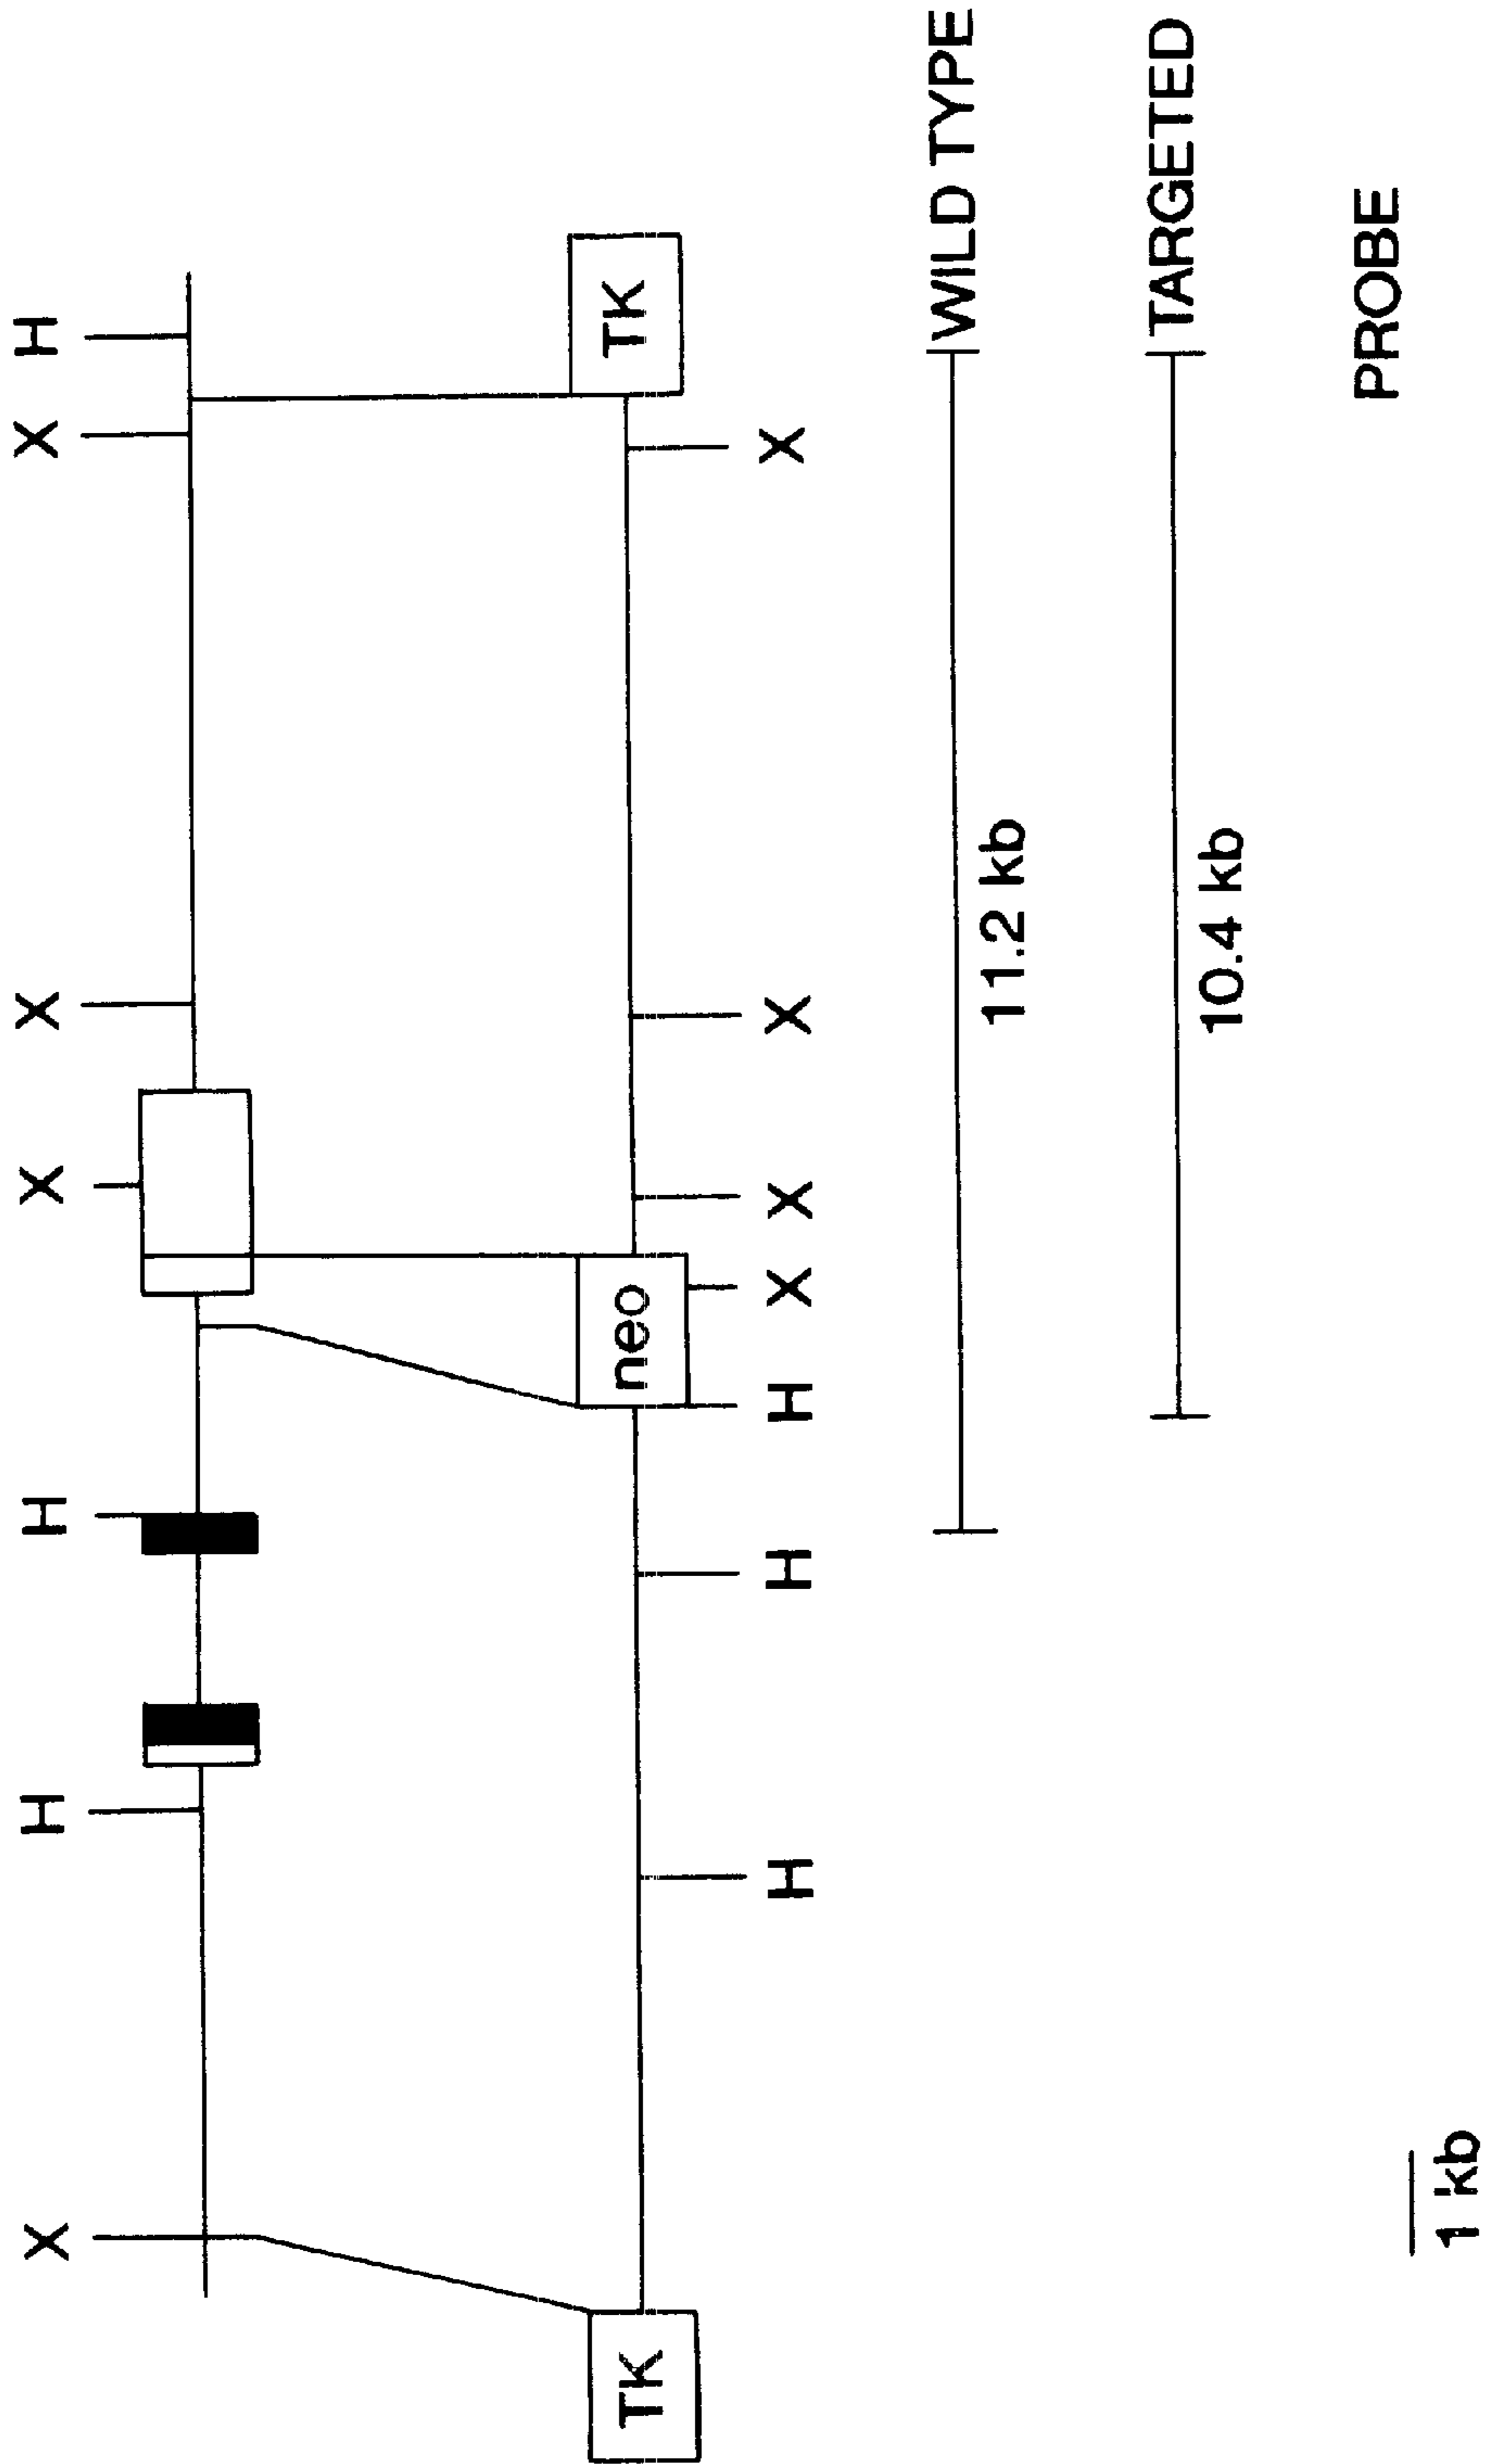 X H H X X X H
TK neo TK
H H H X X X X
WILD TYPE
11.2 kb
TARGETED
10.4 kb
PROBE
1 kb